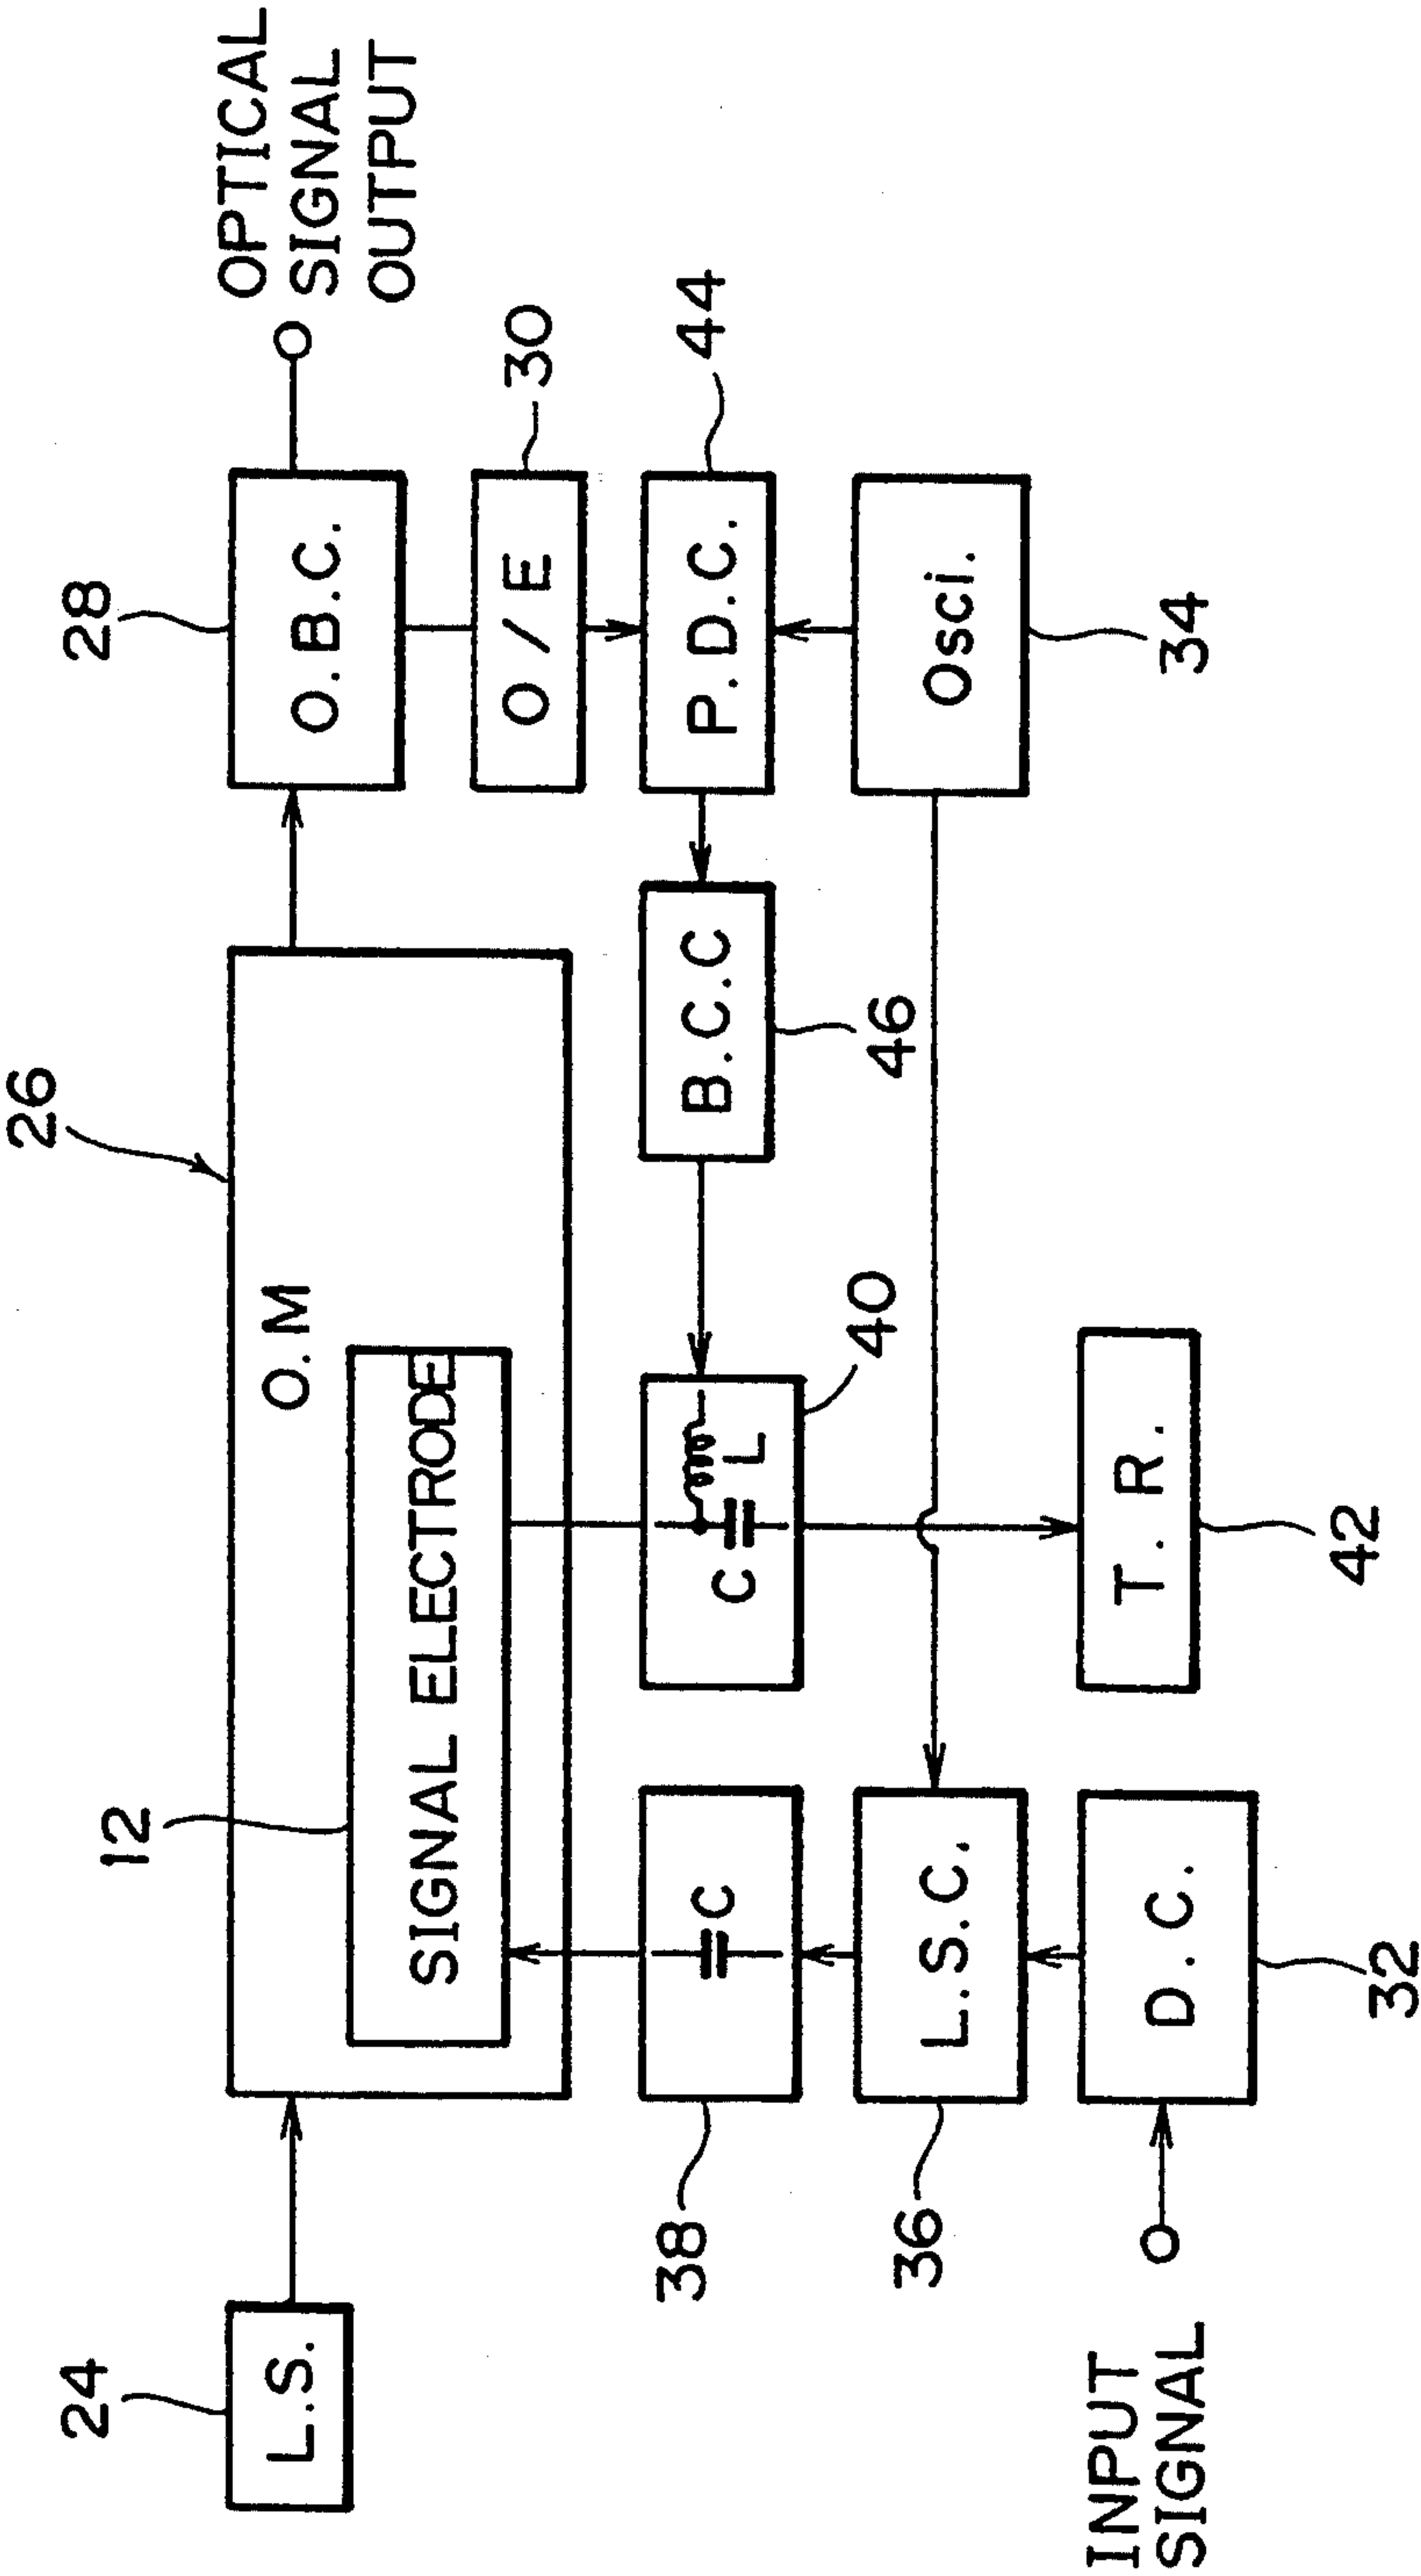 26
28
24
L.S.
12
O.M
SIGNAL ELECTRODE
O.B.C.
OPTICAL
SIGNAL
OUTPUT
O/E
30
38
C
C
L
40
B.C.C
46
P.D.C.
44
36
L.S.C.
Osci.
34
INPUT
SIGNAL
D.C.
32
T.R.
42